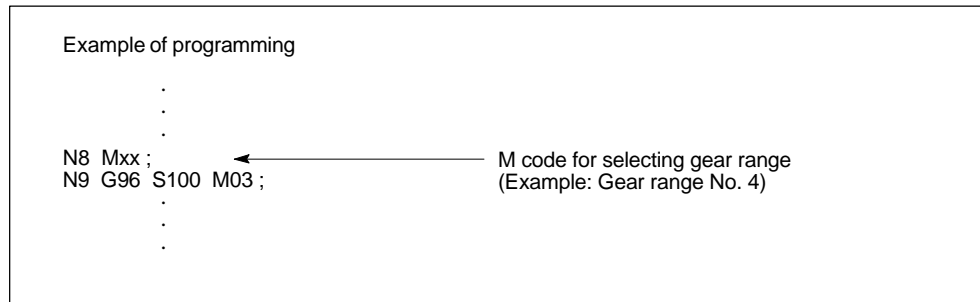 Example of programming
.
.
.
N8 Mxx ;
M code for selecting gear range
N9 G96 S100 M03 ;
(Example: Gear range No. 4)
.
.
.